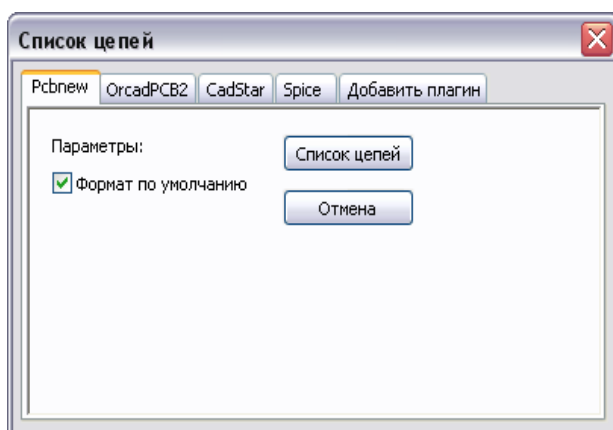 Список цепей
Pcbnew OrcadPCB2 CadStar Spice Добавить плагин
Параметры: Список цепей
Формат по умолчанию
Отмена